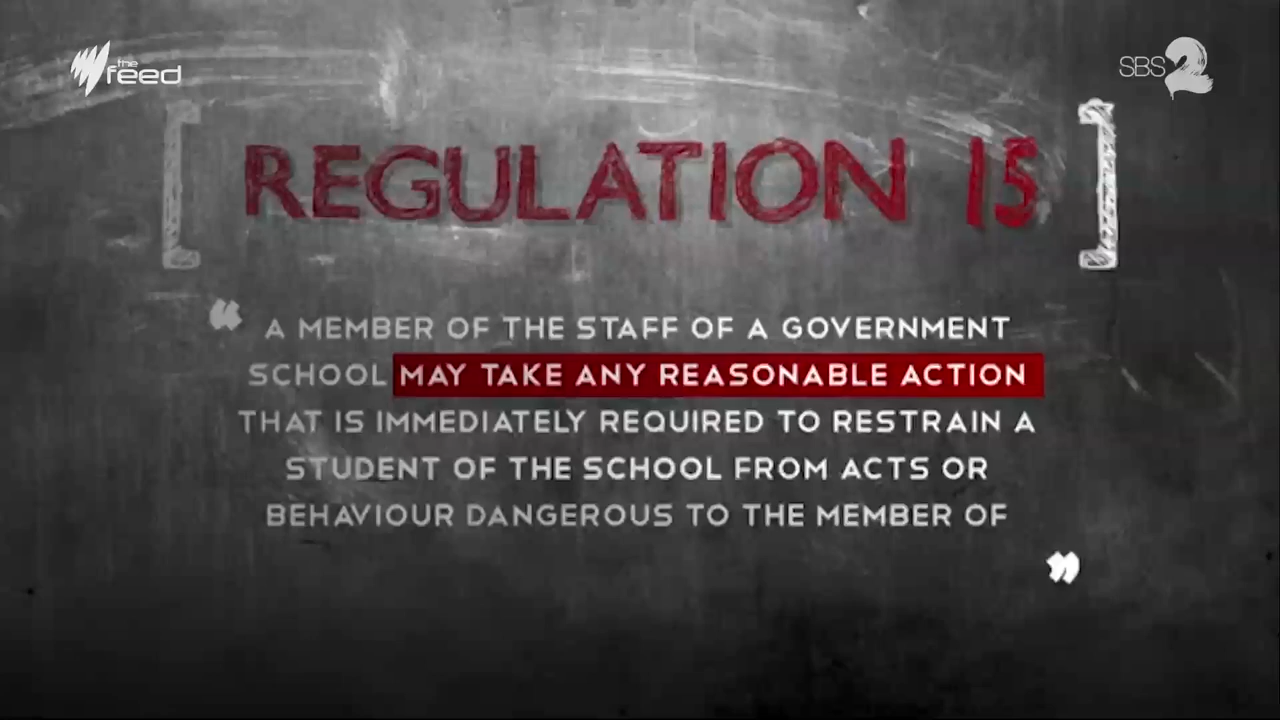 the feed
SBS2
[ REGULATION 15 ]
“ A MEMBER OF THE STAFF OF A GOVERNMENT
SCHOOL MAY TAKE ANY REASONABLE ACTION
THAT IS IMMEDIATELY REQUIRED TO RESTRAIN A
STUDENT OF THE SCHOOL FROM ACTS OR
BEHAVIOUR DANGEROUS TO THE MEMBER OF
”